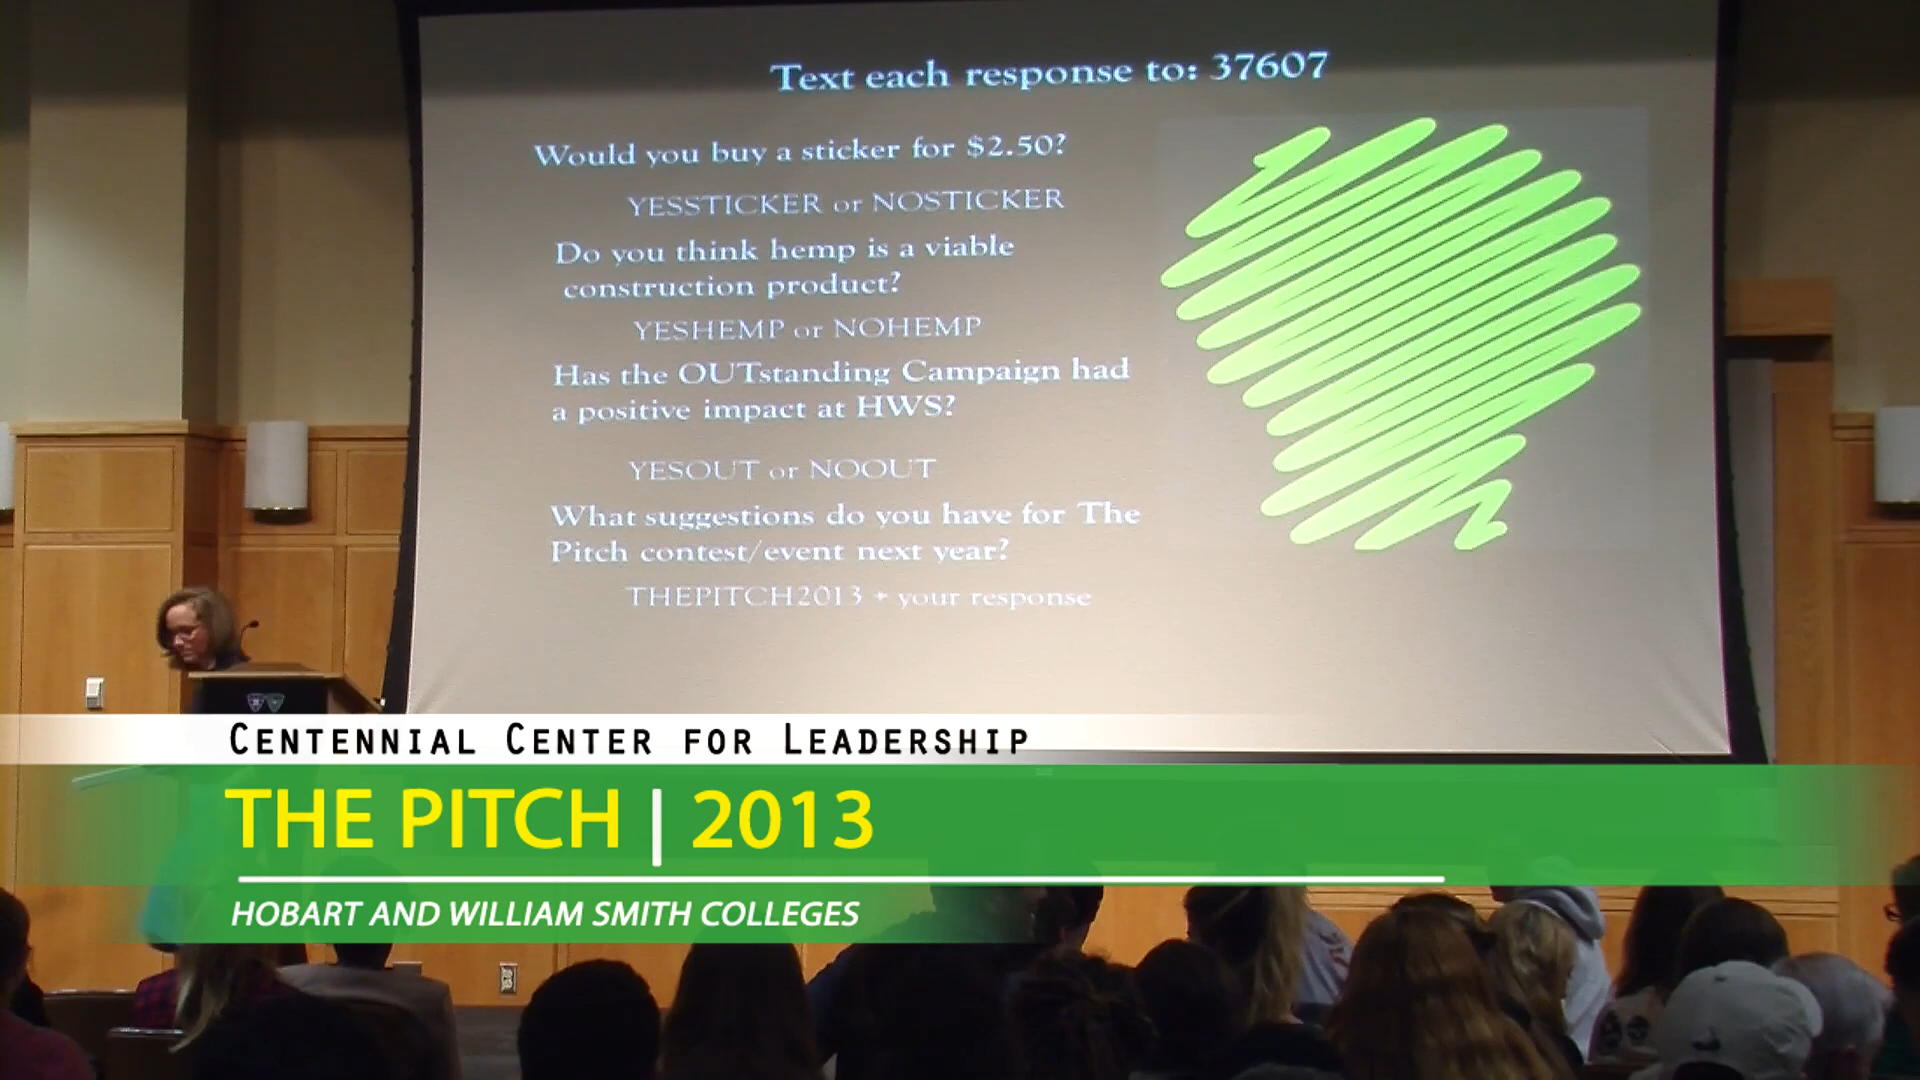 Text each response to: 37607
Would you buy a sticker for $2.50?
YESSTICKER or NOSTICKER
Do you think hemp is a viable
construction product?
YESHEMP or NOHEMP
Has the OUTstanding Campaign had
a positive impact at HWS?
YESOUT or NOOUT
What suggestions do you have for The
Pitch contest/event next year?
THEPITCH2013 + your response
CENTENNIAL CENTER FOR LEADERSHIP
THE PITCH | 2013
HOBART AND WILLIAM SMITH COLLEGES